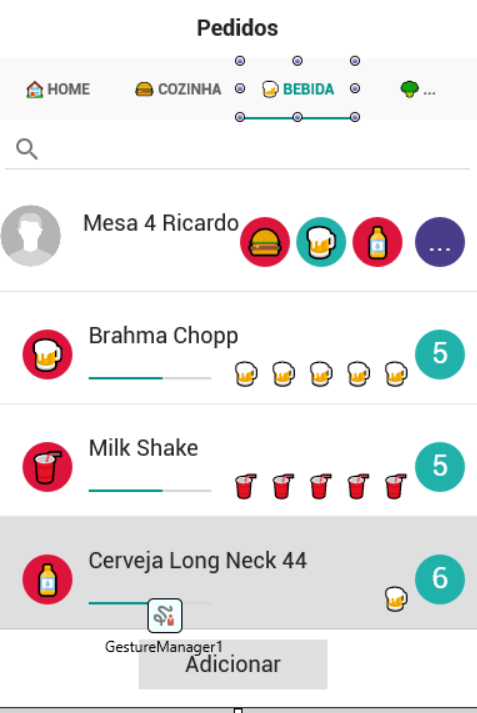 Pedidos
HOME COZINHA BEBIDA ...
Mesa 4 Ricardo ...
Brahma Chopp
5
Milk Shake
5
Cerveja Long Neck 44
6
GestureManager1
Adicionar